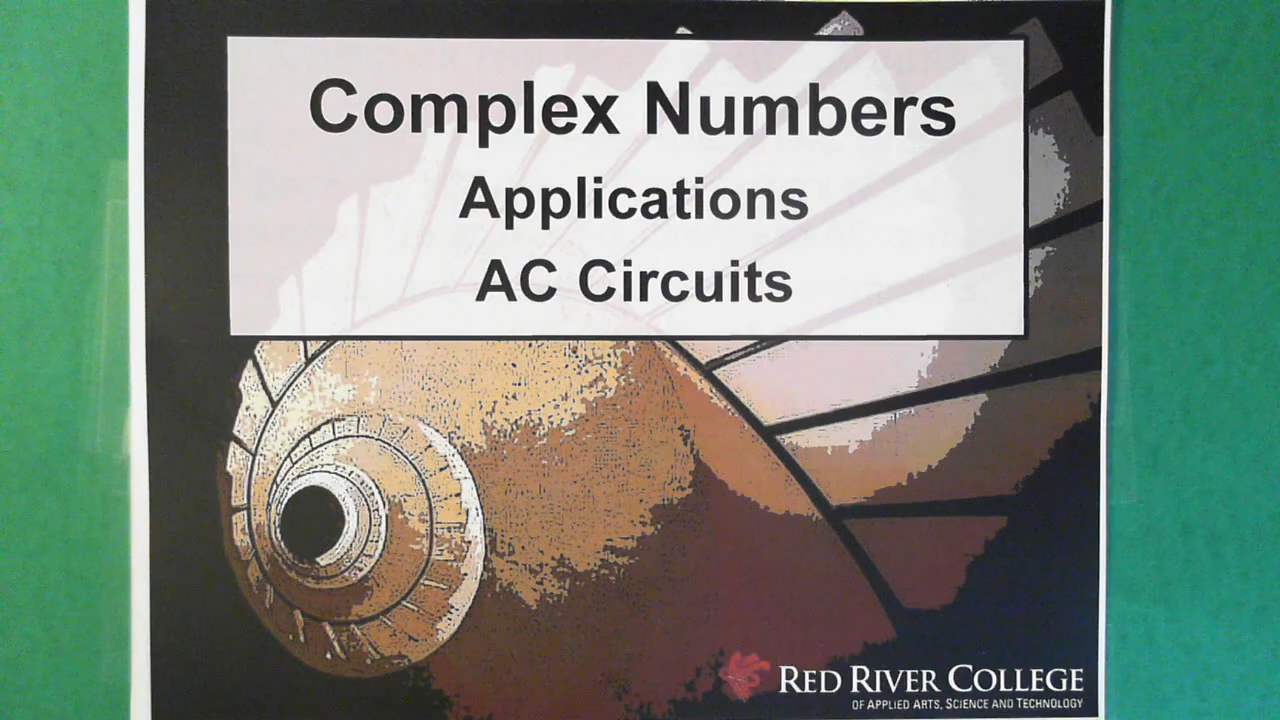 Complex Numbers
Applications
AC Circuits
RED RIVER COLLEGE
OF APPLIED ARTS, SCIENCE AND TECHNOLOGY